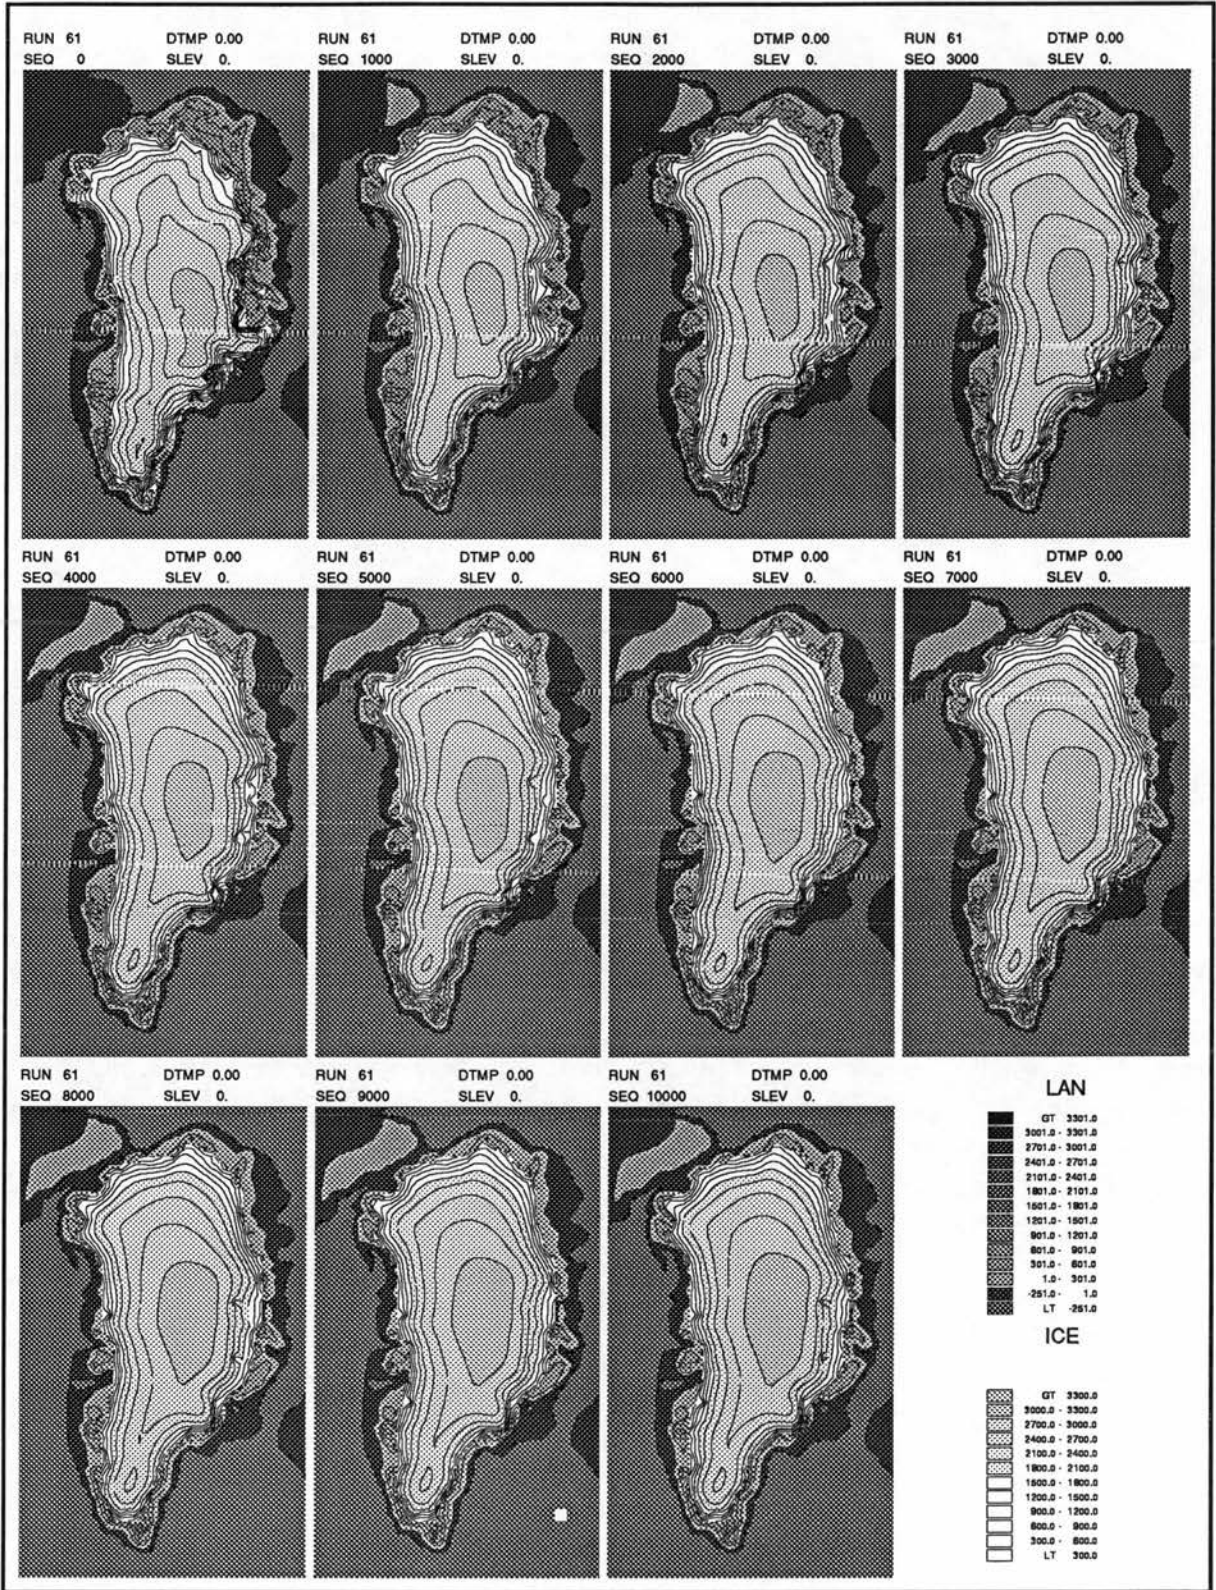 RUN 61 DTMP 0.00
SEQ 0 SLEV 0.
RUN 61 DTMP 0.00
SEQ 1000 SLEV 0.
RUN 61 DTMP 0.00
SEQ 2000 SLEV 0.
RUN 61 DTMP 0.00
SEQ 3000 SLEV 0.
RUN 61 DTMP 0.00
SEQ 4000 SLEV 0.
RUN 61 DTMP 0.00
SEQ 5000 SLEV 0.
RUN 61 DTMP 0.00
SEQ 6000 SLEV 0.
RUN 61 DTMP 0.00
SEQ 7000 SLEV 0.
RUN 61 DTMP 0.00
SEQ 8000 SLEV 0.
RUN 61 DTMP 0.00
SEQ 9000 SLEV 0.
RUN 61 DTMP 0.00
SEQ 10000 SLEV 0.
LAN
GT 3301.0
3001.0 - 3301.0
2701.0 - 3001.0
2401.0 - 2701.0
2101.0 - 2401.0
1801.0 - 2101.0
1501.0 - 1801.0
1201.0 - 1501.0
901.0 - 1201.0
601.0 - 901.0
301.0 - 601.0
1.0 - 301.0
-251.0 - 1.0
LT -251.0
ICE
GT 3300.0
3000.0 - 3300.0
2700.0 - 3000.0
2400.0 - 2700.0
2100.0 - 2400.0
1800.0 - 2100.0
1500.0 - 1800.0
1200.0 - 1500.0
900.0 - 1200.0
600.0 - 900.0
300.0 - 600.0
LT 300.0